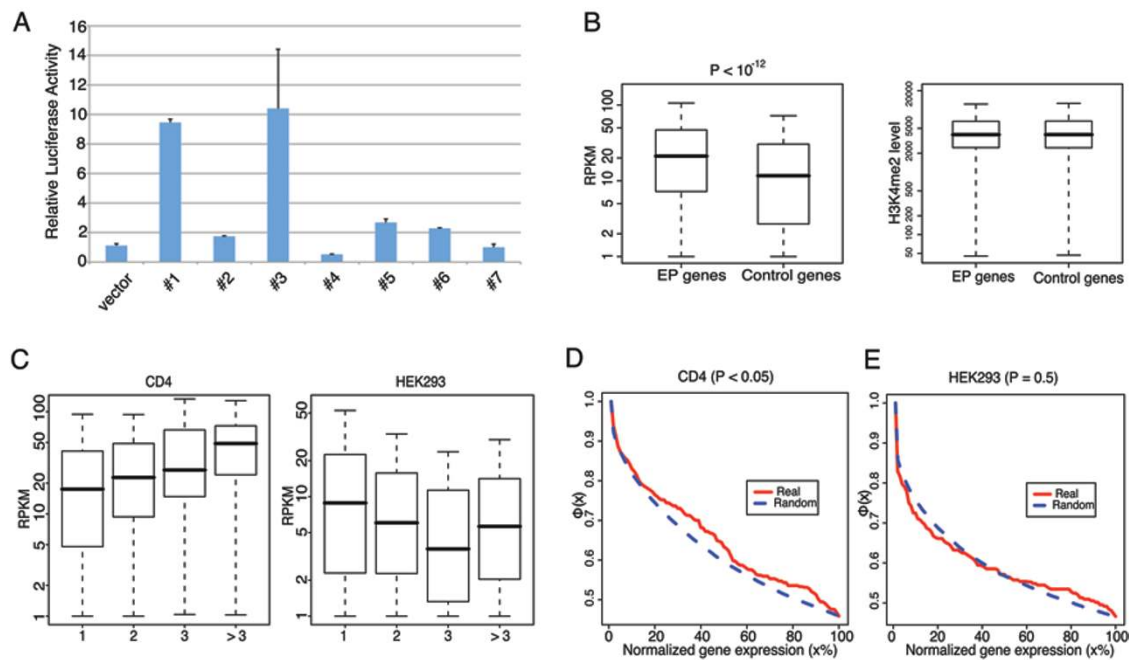 A
Relative Luciferase Activity
16
14
12
10
8
6
4
2
0
vector #1 #2 #3 #4 #5 #6 #7
B
P < 10-12
RPKM
100
50
20
10
5
2
1
EP genes Control genes
H3K4me2 level
20000
5000
2000
500
200
100
50
EP genes Control genes
C
CD4
RPKM
100
50
20
10
5
2
1
1 2 3 >3
HEK293
RPKM
50
10
5
2
1 2 3 >3
D
CD4 (P < 0.05)
Φ(x)
1.0
0.9
0.8
0.7
0.6
0.5
Real
Random
0 20 40 60 80 100
Normalized gene expression (x%)
E
HEK293 (P = 0.5)
Φ(x)
1.0
0.9
0.8
0.7
0.6
0.5
Real
Random
0 20 40 60 80 100
Normalized gene expression (x%)